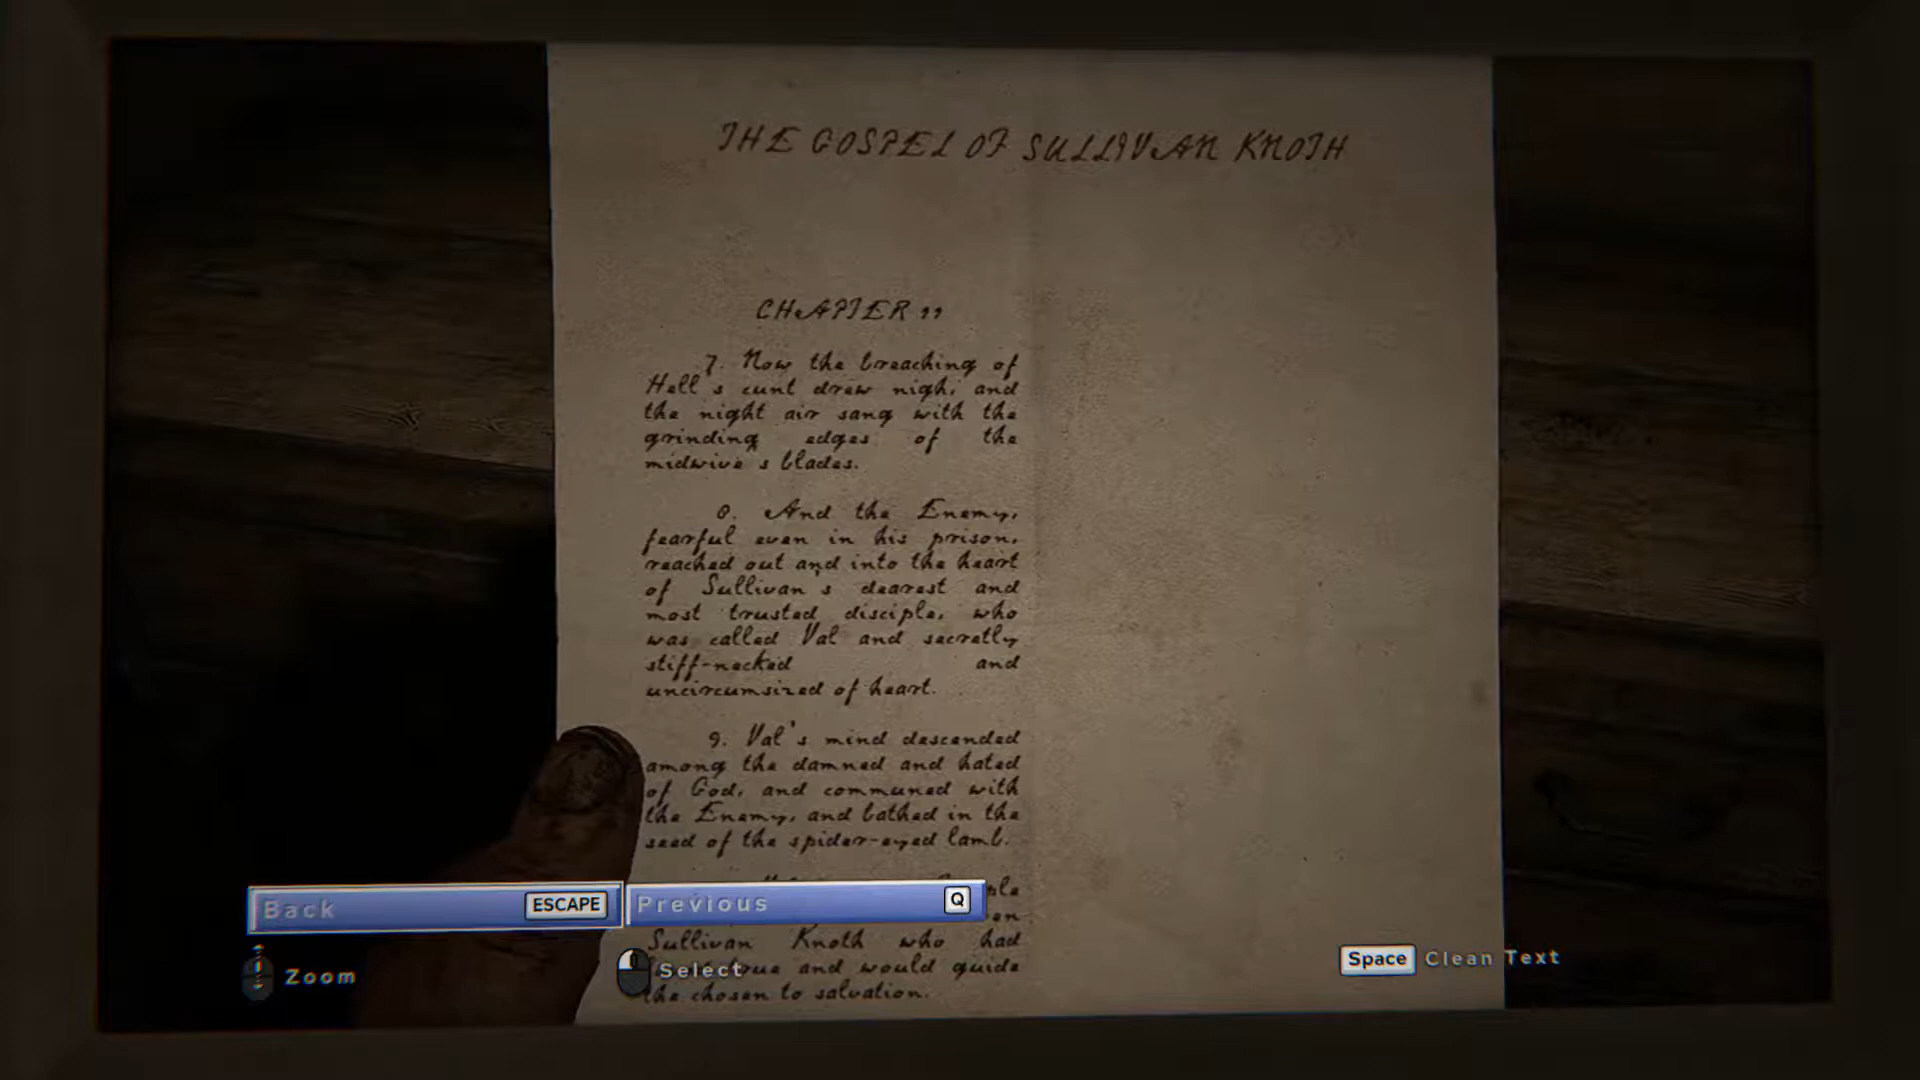 THE GOSPEL OF SULLIVAN KNOTH
CHAPTER 11
7. Now the breaching of
Hell s cunt drew nigh, and
the night air sang with the
grinding edges of the
midwive s blades.
8. And the Enemy,
fearful even in his prison,
reached out and into the heart
of Sullivan s dearest and
most trusted disciple, who
was called Val and secretly
stiff-necked and
uncircumsized of heart.
9. Val's mind descended
among the damned and hated
of God, and communed with
the Enemy, and bathed in the
seed of the spider-eyed lamb.
Sullivan Knoth who had
and would guide
the chosen to salvation.
Back ESCAPE
Previous Q
Zoom
Select
Space Clean Text